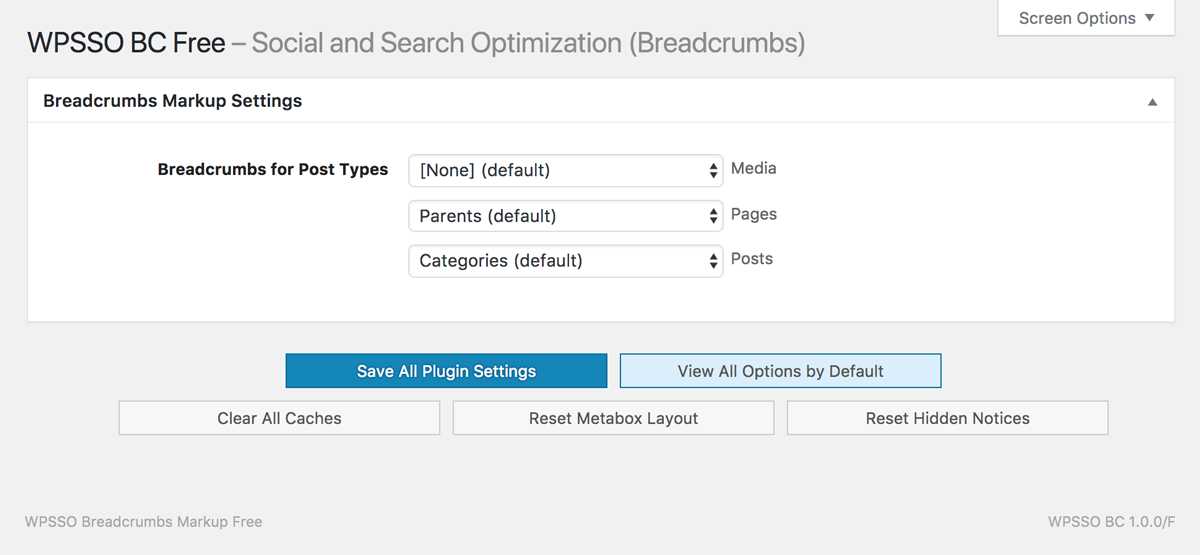 Screen Options ▼
WPSSO BC Free – Social and Search Optimization (Breadcrumbs)
Breadcrumbs Markup Settings
Breadcrumbs for Post Types [None] (default) Media
Parents (default) Pages
Categories (default) Posts
Save All Plugin Settings View All Options by Default
Clear All Caches Reset Metabox Layout Reset Hidden Notices
WPSSO Breadcrumbs Markup Free WPSSO BC 1.0.0/F